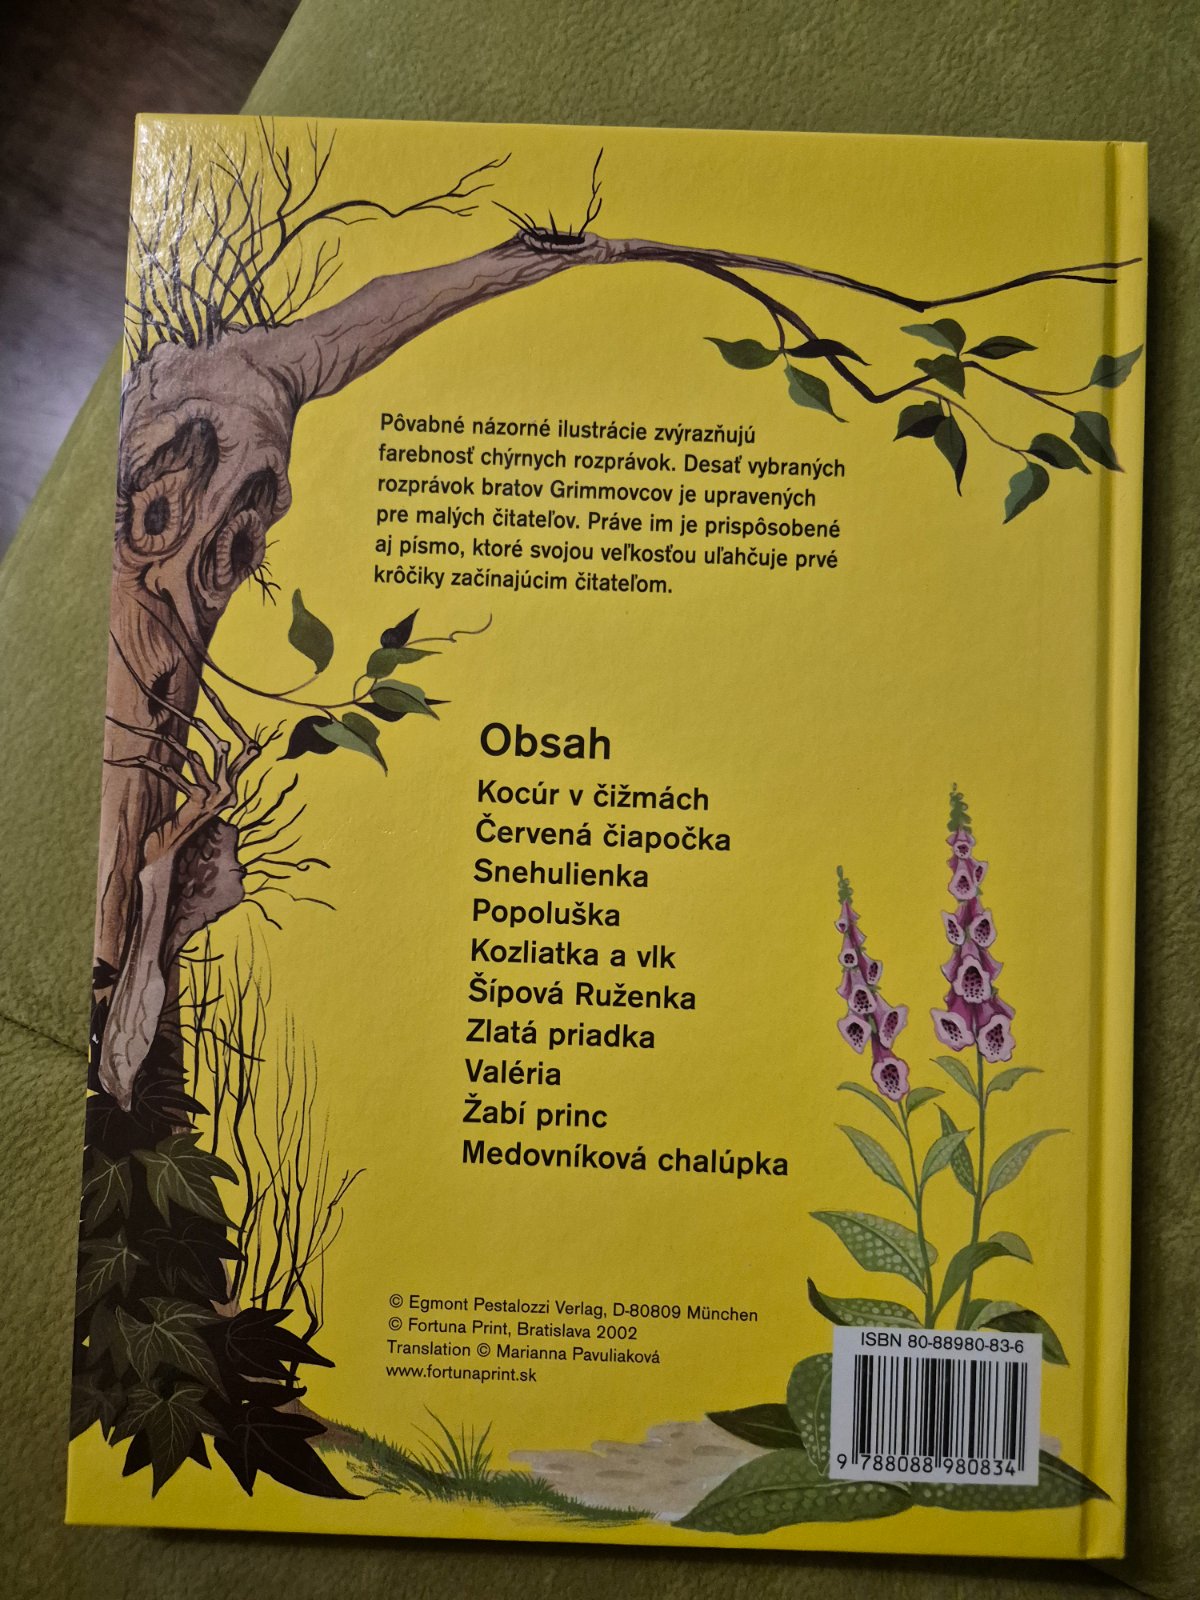 Pôvabné názorné ilustrácie zvýrazňujú
farebnosť chýrnych rozprávok. Desať vybraných
rozprávok bratov Grimmovcov je upravených
pre malých čitateľov. Práve im je prispôsobené
aj písmo, ktoré svojou veľkosťou uľahčuje prvé
krôčiky začínajúcim čitateľom.
Obsah
Kocúr v čižmách
Červená čiapočka
Snehulienka
Popoluška
Kozliatka a vlk
Šípová Ruženka
Zlatá priadka
Valéria
Žabí princ
Medovníková chalúpka
© Egmont Pestalozzi Verlag, D-80809 München
© Fortuna Print, Bratislava 2002
Translation © Marianna Pavuliaková
www.fortunaprint.sk
ISBN 80-88980-83-6
9 788088 980834